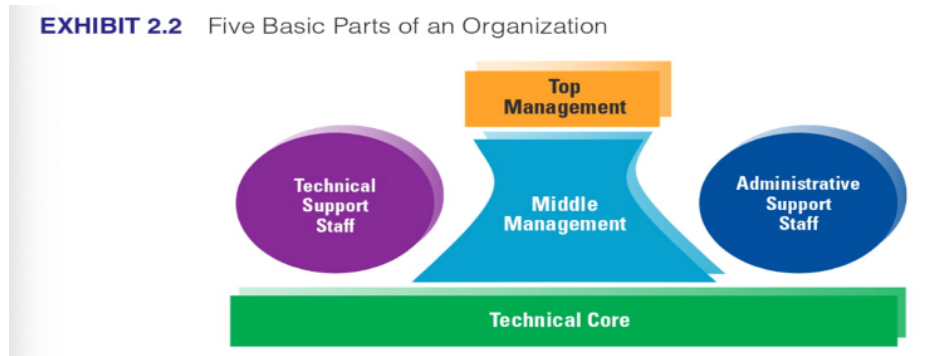 EXHIBIT 2.2 Five Basic Parts of an Organization
Top
Management
Technical
Support
Staff
Middle
Management
Administrative
Support
Staff
Technical Core